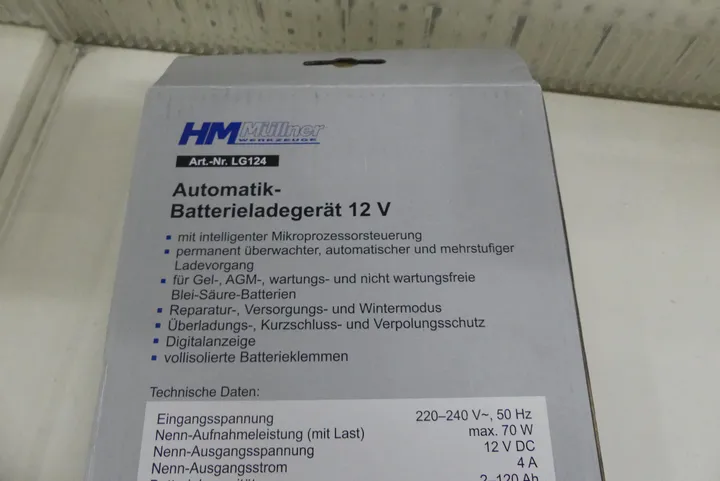 HM Müllner
WERKZEUGE
Art.-Nr. LG124
Automatik-
Batterieladegerät 12 V
▪ mit intelligenter Mikroprozessorsteuerung
▪ permanent überwachter, automatischer und mehrstufiger
Ladevorgang
▪ für Gel-, AGM-, wartungs- und nicht wartungsfreie
Blei-Säure-Batterien
▪ Reparatur-, Versorgungs- und Wintermodus
▪ Überladungs-, Kurzschluss- und Verpolungsschutz
▪ Digitalanzeige
▪ vollisolierte Batterieklemmen
Technische Daten:
Eingangsspannung 220–240 V~, 50 Hz
Nenn-Aufnahmeleistung (mit Last) max. 70 W
Nenn-Ausgangsspannung 12 V DC
Nenn-Ausgangsstrom 4 A
2–120 Ah